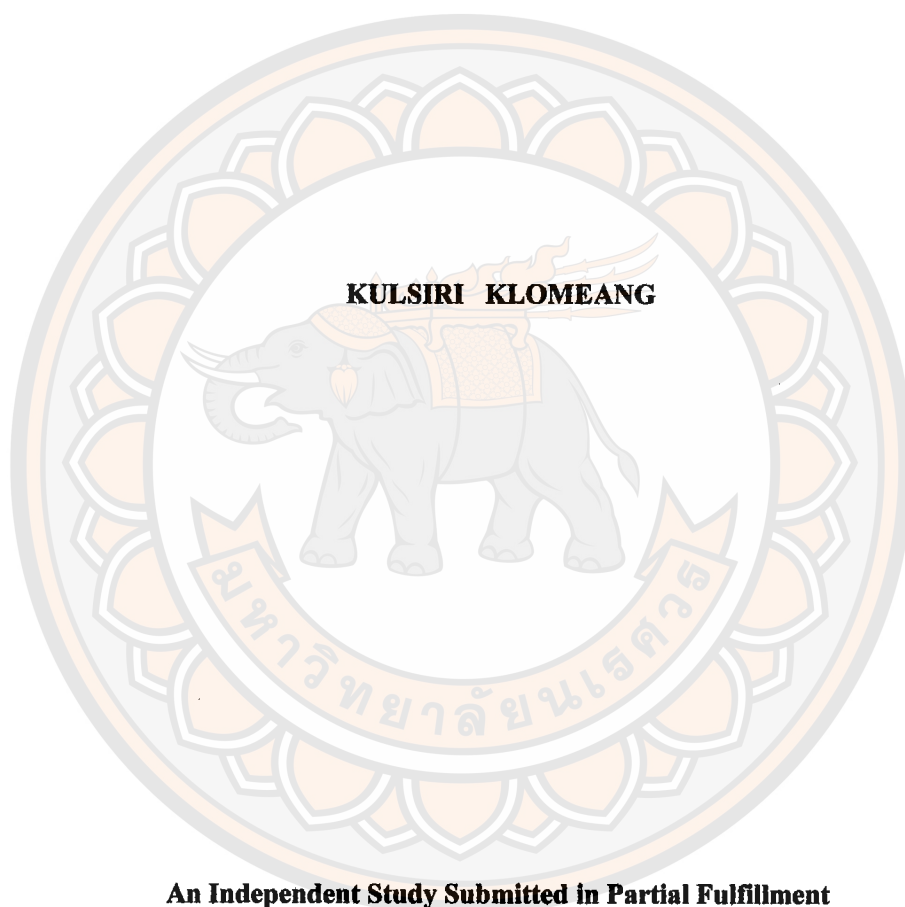 KULSIRI KLOMEANG
มหาวิทยาลัยนเรศวร
An Independent Study Submitted in Partial Fulfillment